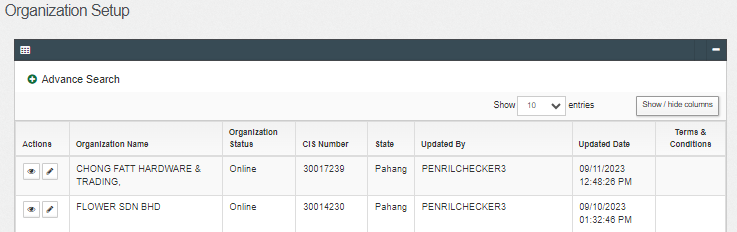 Organization Setup
Advance Search
Show 10 entries Show / hide columns
Actions Organization Name Organization Status CIS Number State Updated By Updated Date Terms & Conditions
CHONG FATT HARDWARE & TRADING, Online 30017239 Pahang PENRILCHECKER3 09/11/2023 12:48:26 PM
FLOWER SDN BHD Online 30014230 Pahang PENRILCHECKER3 09/10/2023 01:32:46 PM